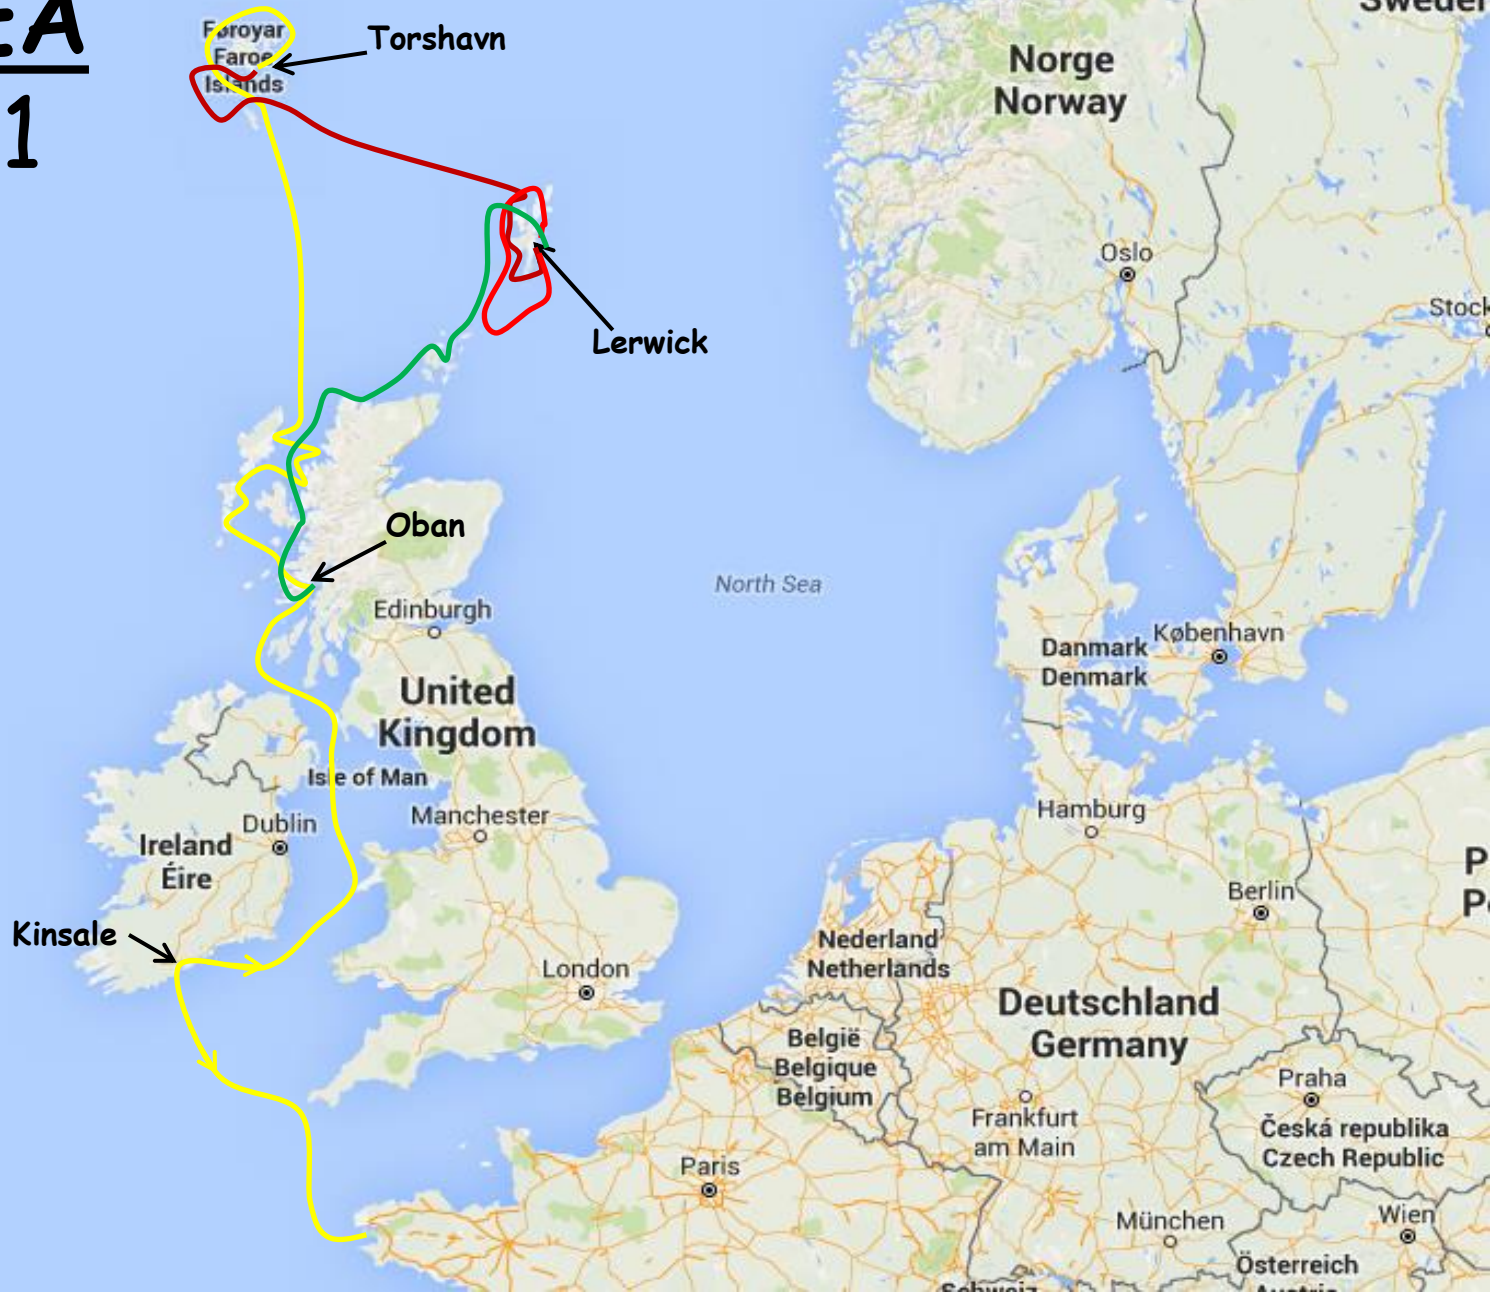 A
1
Føroyar
Faroe
Islands
Torshavn
Norge
Norway
Oslo
Lerwick
Oban
Edinburgh
North Sea
United
Kingdom
Danmark
Denmark
København
Isle of Man
Manchester
Hamburg
Dublin
Ireland
Éire
Berlin
Kinsale
London
Nederland
Netherlands
Deutschland
Germany
België
Belgique
Belgium
Praha
Frankfurt
am Main
Česká republika
Czech Republic
Paris
München
Wien
Österreich